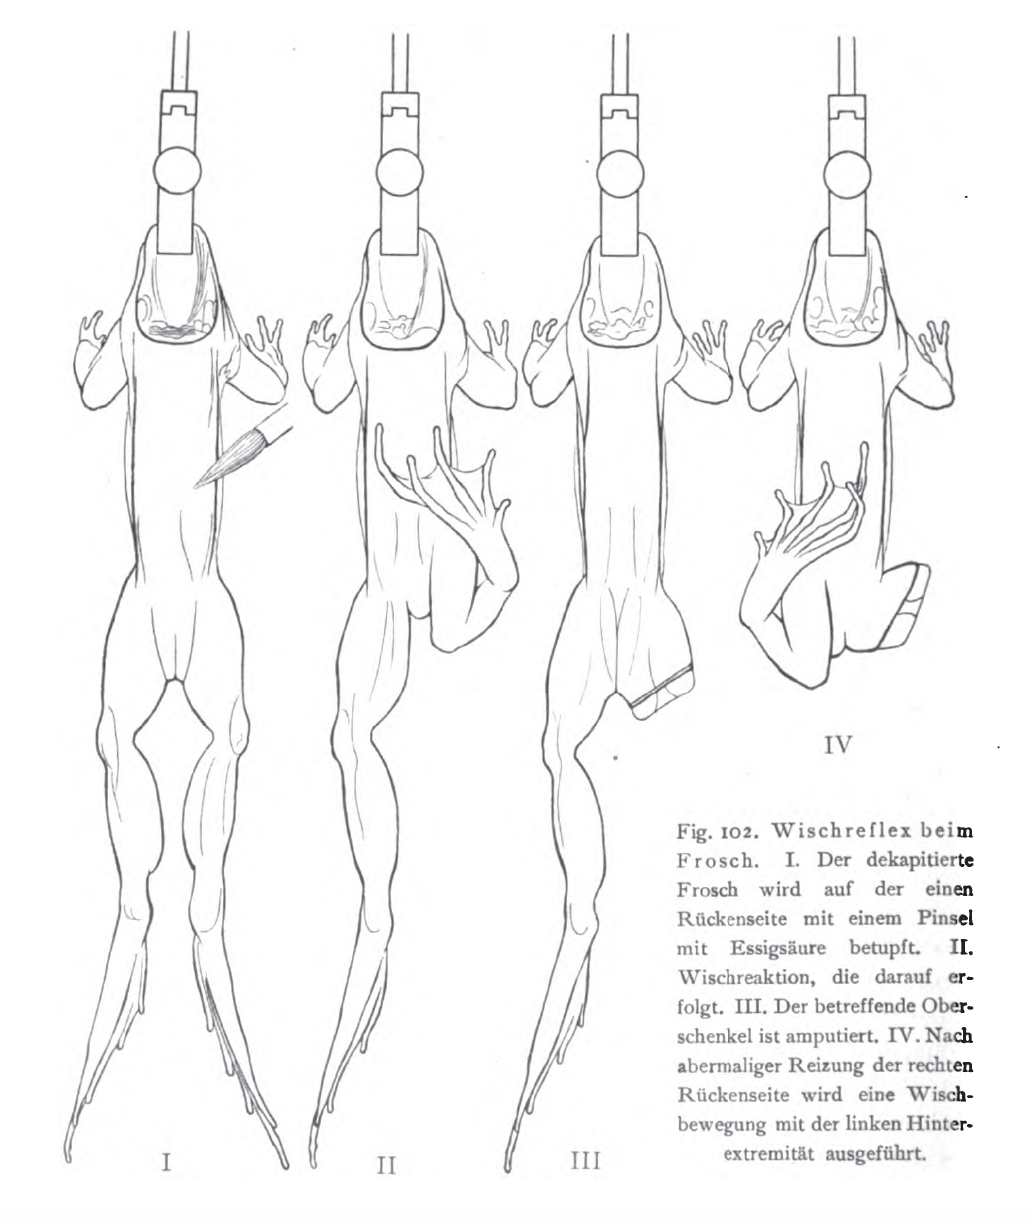 IV
Fig. 102. Wischreflex beim
Frosch. I. Der dekapitierte
Frosch wird auf der einen
Rückenseite mit einem Pinsel
mit Essigsäure betupft. II.
Wischreaktion, die darauf er-
folgt. III. Der betreffende Ober-
schenkel ist amputiert. IV. Nach
abermaliger Reizung der rechten
Rückenseite wird eine Wisch-
bewegung mit der linken Hinter-
extremität ausgeführt.
I
II
III